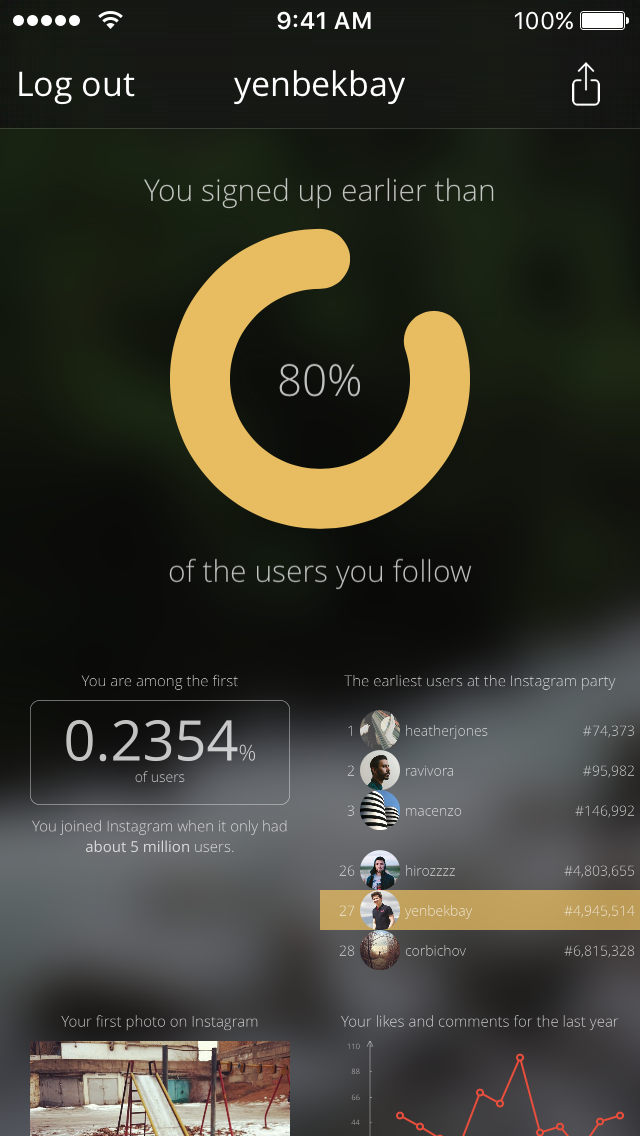 9:41 AM
100%
Log out
yenbekbay
You signed up earlier than
80%
of the users you follow
You are among the first
0.2354%
of users
You joined Instagram when it only had
about 5 million users.
The earliest users at the Instagram party
1 heatherjones #74,373
2 ravivora #95,982
3 macenzo #146,992
26 hirozzzz #4,803,655
27 yenbekbay #4,945,514
28 corbichov #6,815,328
Your first photo on Instagram
Your likes and comments for the last year
110
88
66
44